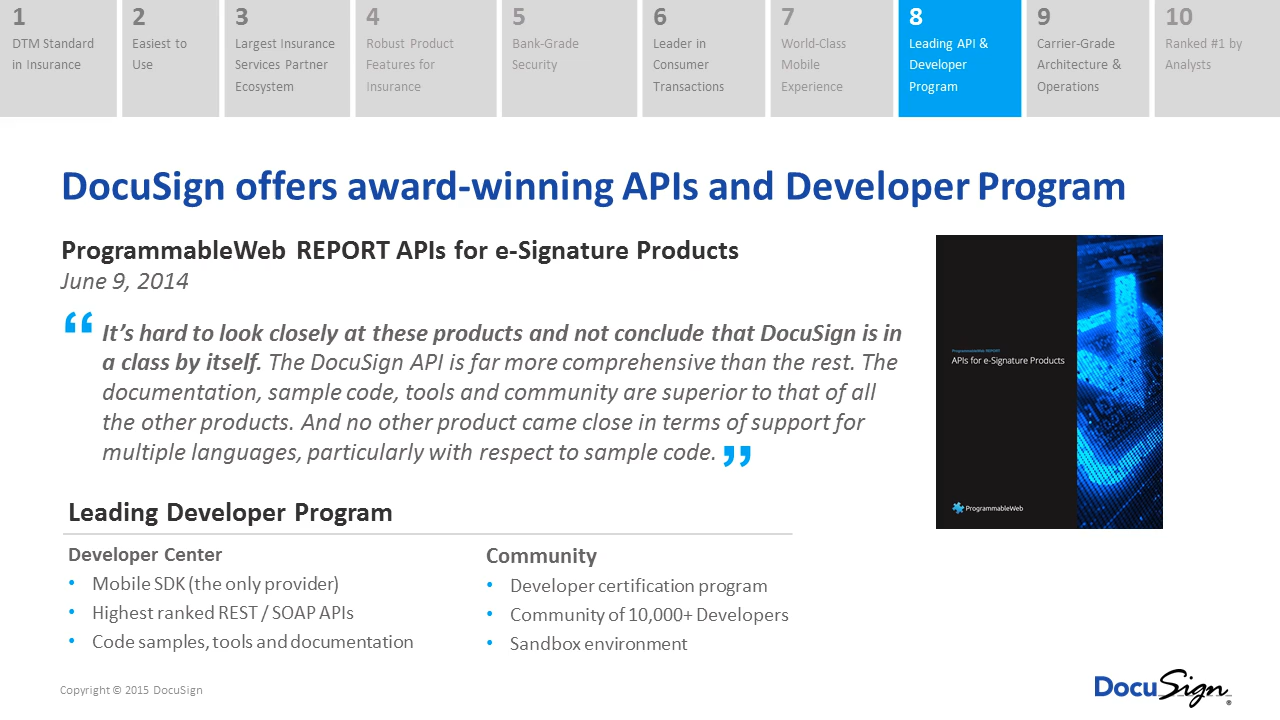 1
DTM Standard
in Insurance
2
Easiest to
Use
3
Largest Insurance
Services Partner
Ecosystem
4
Robust Product
Features for
Insurance
5
Bank-Grade
Security
6
Leader in
Consumer
Transactions
7
World-Class
Mobile
Experience
8
Leading API &
Developer
Program
9
Carrier-Grade
Architecture &
Operations
10
Ranked #1 by
Analysts
DocuSign offers award-winning APIs and Developer Program
ProgrammableWeb REPORT APIs for e-Signature Products
June 9, 2014
“ It’s hard to look closely at these products and not conclude that DocuSign is in
a class by itself. The DocuSign API is far more comprehensive than the rest. The
documentation, sample code, tools and community are superior to that of all
the other products. And no other product came close in terms of support for
multiple languages, particularly with respect to sample code. ”
ProgrammableWeb REPORT
APIs for e-Signature Products
ProgrammableWeb
Leading Developer Program
Developer Center
• Mobile SDK (the only provider)
• Highest ranked REST / SOAP APIs
• Code samples, tools and documentation
Community
• Developer certification program
• Community of 10,000+ Developers
• Sandbox environment
Copyright © 2015 DocuSign
DocuSign®